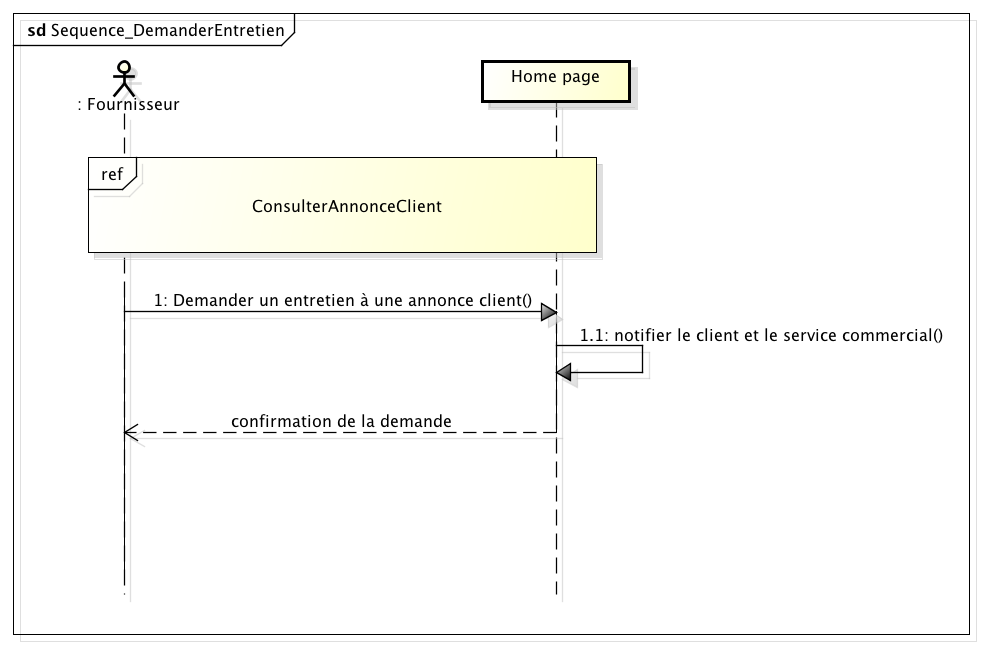 sd Sequence_DemanderEntretien
: Fournisseur
Home page
ref
ConsulterAnnonceClient
1: Demander un entretien à une annonce client()
1.1: notifier le client et le service commercial()
confirmation de la demande